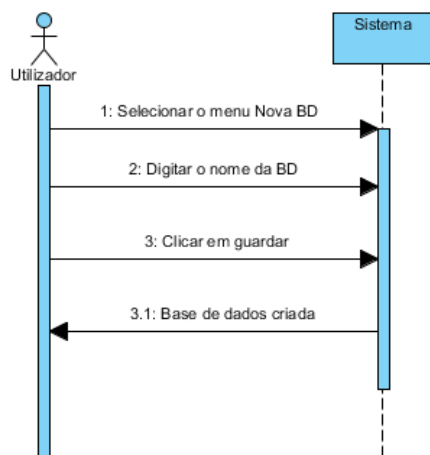 Sistema
Utilizador
1: Selecionar o menu Nova BD
2: Digitar o nome da BD
3: Clicar em guardar
3.1: Base de dados criada